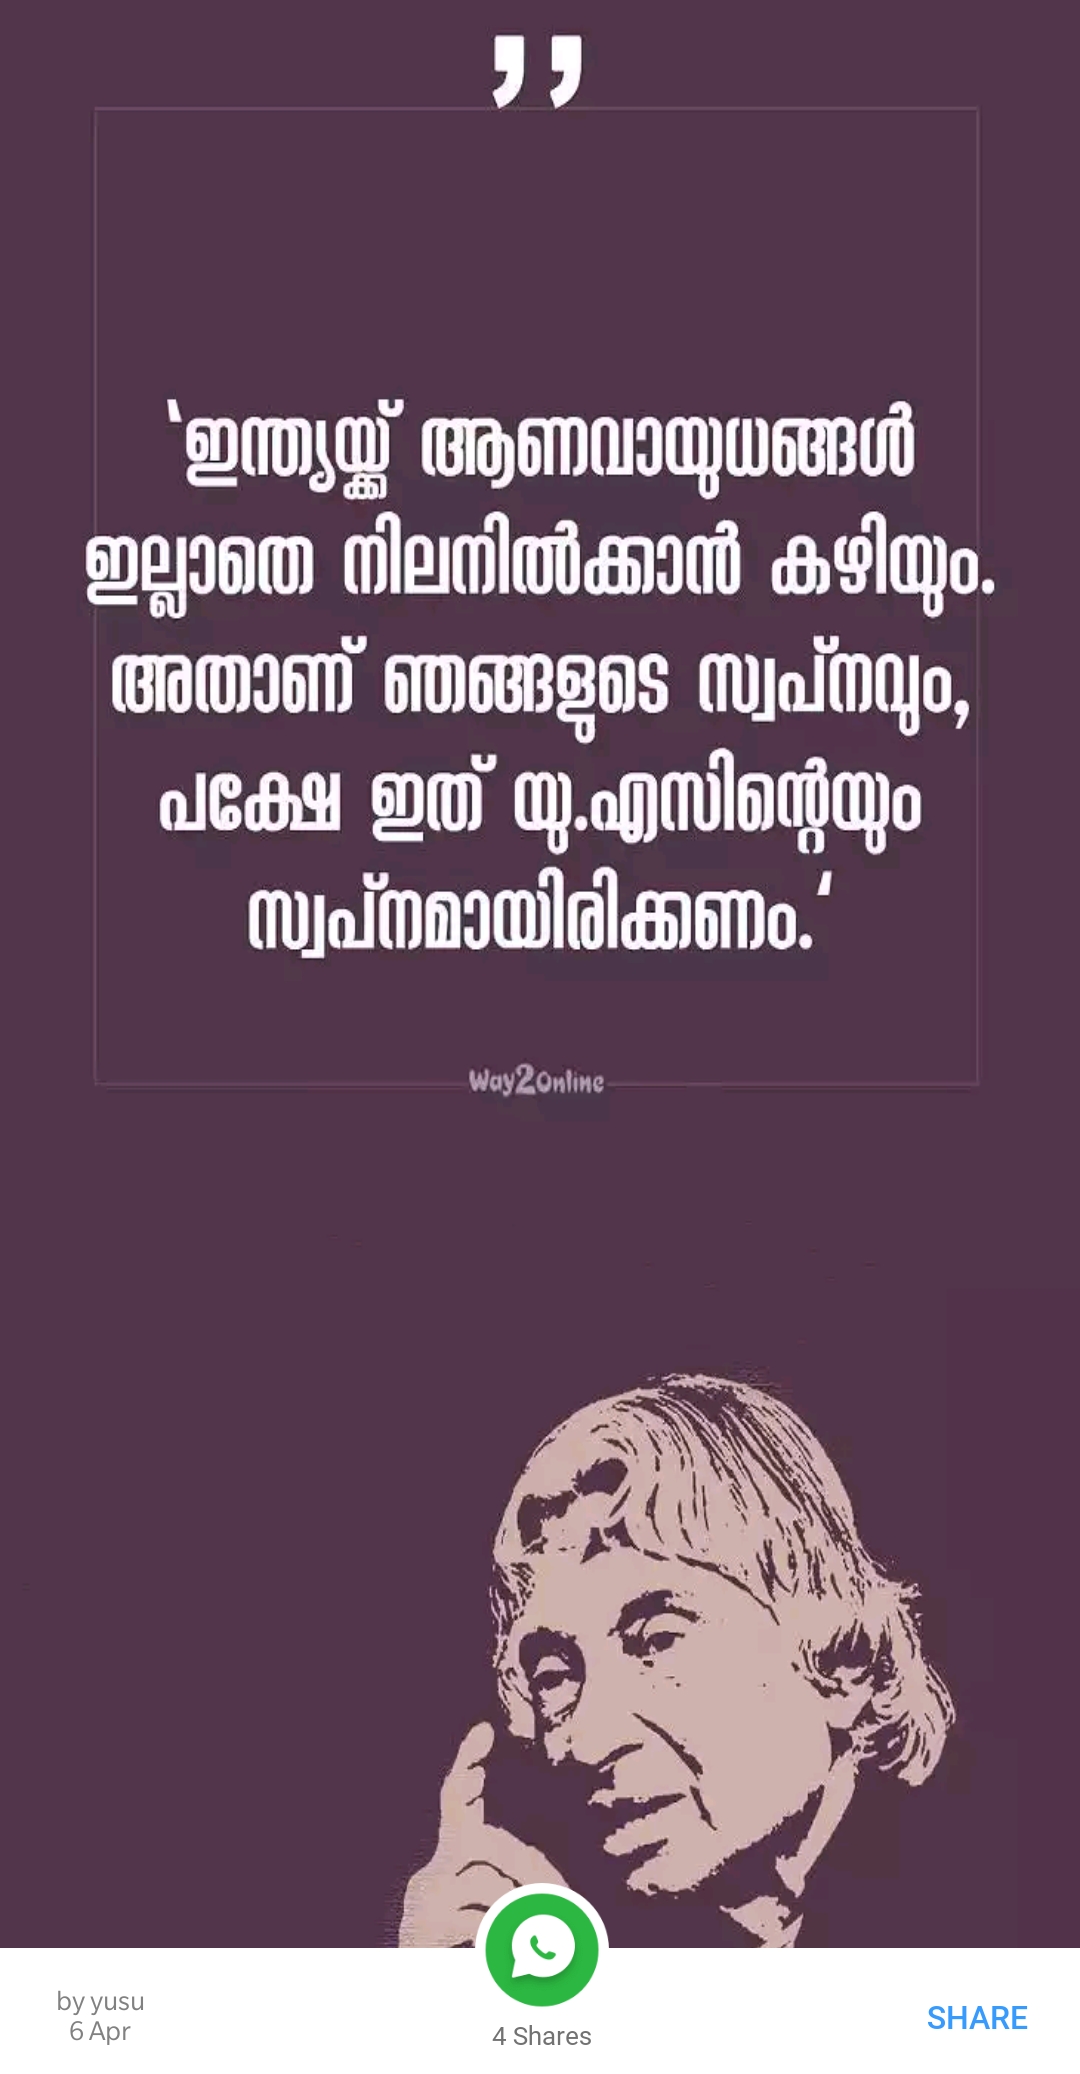 ”
‘ഇന്ത്യയ്ക്ക് ആണവായുധങ്ങൾ
ഇല്ലാതെ നിലനിൽക്കാൻ കഴിയും.
അതാണ് ഞങ്ങളുടെ സ്വപ്നവും,
പക്ഷേ ഇത് യു.എസിന്റെയും
സ്വപ്നമായിരിക്കണം.‘
Way2Online
by yusu
6 Apr
4 Shares
SHARE